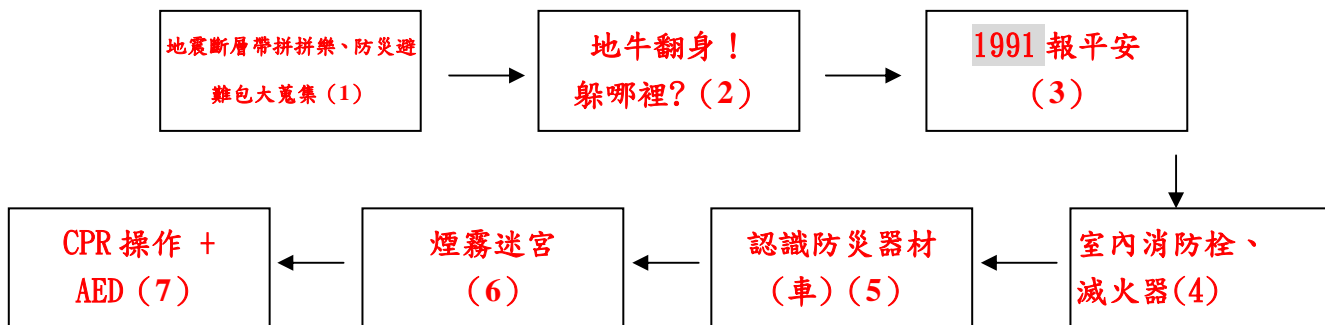 地震斷層帶拼拼樂、防災避
難包大蒐集（1）
地牛翻身！
躲哪裡?（2）
1991 報平安
（3）
室內消防栓、
滅火器(4)
認識防災器材
（車）（5）
煙霧迷宮
（6）
CPR 操作 +
AED（7）